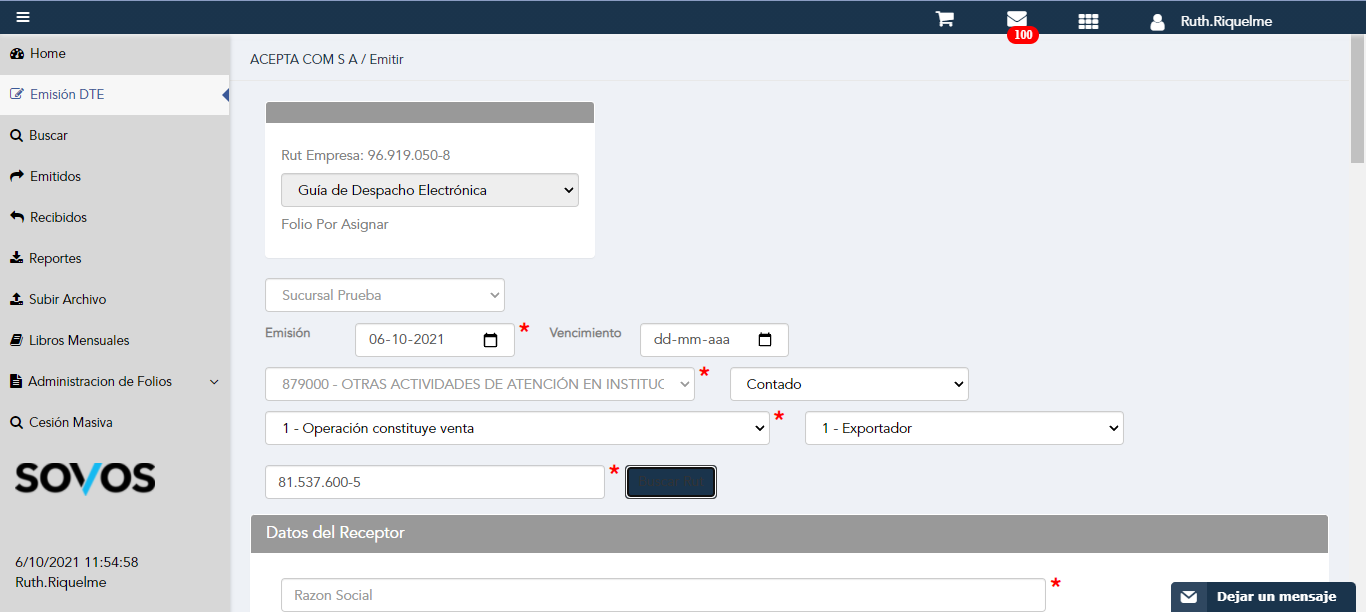 100
Ruth.Riquelme
Home
Emisión DTE
Buscar
Emitidos
Recibidos
Reportes
Subir Archivo
Libros Mensuales
Administracion de Folios
Cesión Masiva
SOVOS
6/10/2021 11:54:58
Ruth.Riquelme
ACEPTA COM S A / Emitir
Rut Empresa: 96.919.050-8
Guía de Despacho Electrónica
Folio Por Asignar
Sucursal Prueba
Emisión 06-10-2021 * Vencimiento dd-mm-aaa
879000 - OTRAS ACTIVIDADES DE ATENCIÓN EN INSTITUC * Contado
1 - Operación constituye venta * 1 - Exportador
81.537.600-5 *
Datos del Receptor
Razon Social *
Dejar un mensaje